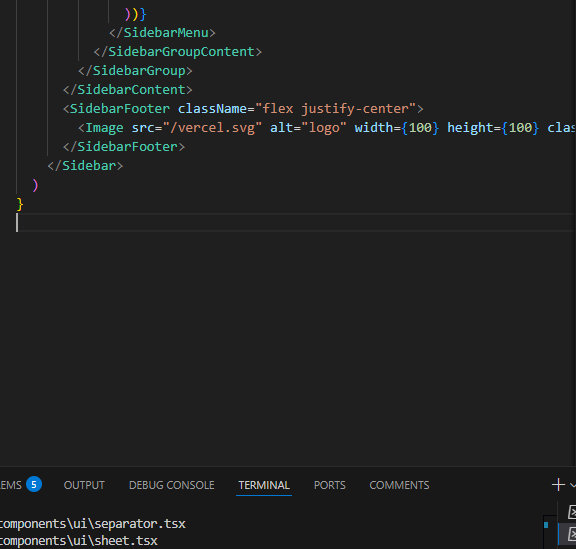 ))}
</SidebarMenu>
</SidebarGroupContent>
</SidebarGroup>
</SidebarContent>
<SidebarFooter className="flex justify-center">
<Image src="/vercel.svg" alt="logo" width={100} height={100} clas
</SidebarFooter>
</Sidebar>
)
}
EMS 5 OUTPUT DEBUG CONSOLE TERMINAL PORTS COMMENTS
components\ui\separator.tsx
components\ui\sheet.tsx